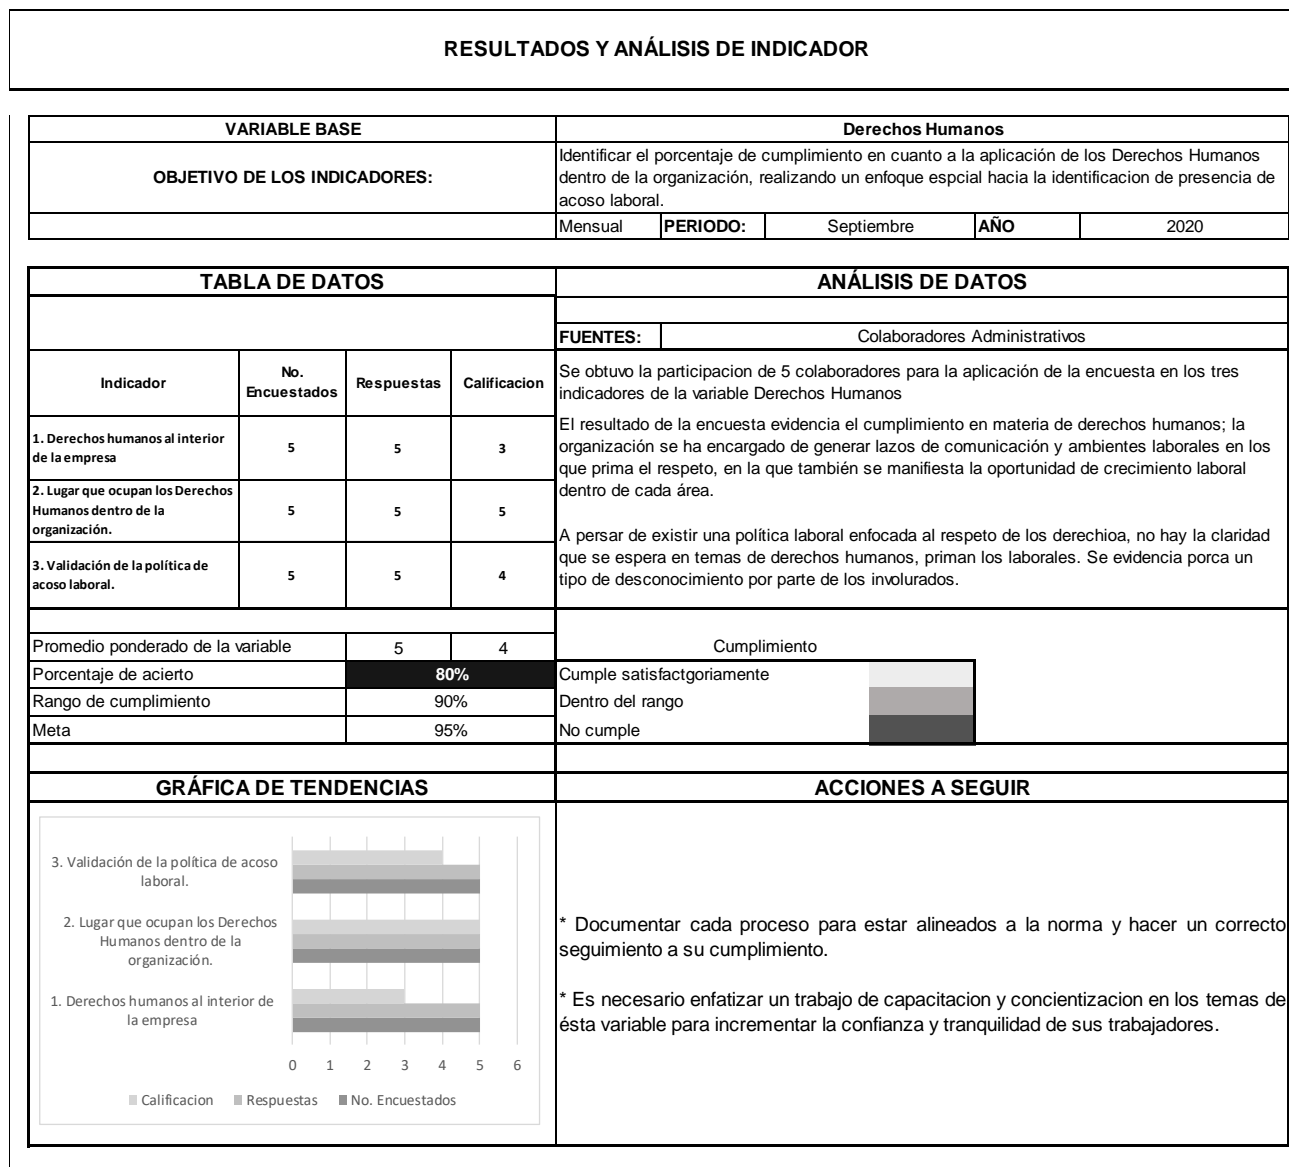 RESULTADOS Y ANÁLISIS DE INDICADOR
VARIABLE BASE
Derechos Humanos
OBJETIVO DE LOS INDICADORES:
Identificar el porcentaje de cumplimiento en cuanto a la aplicación de los Derechos Humanos
dentro de la organización, realizando un enfoque espcial hacia la identificacion de presencia de
acoso laboral.
Mensual PERIODO: Septiembre AÑO 2020
TABLA DE DATOS
ANÁLISIS DE DATOS
FUENTES: Colaboradores Administrativos
Indicador No. Encuestados Respuestas Calificacion
1. Derechos humanos al interior
de la empresa
5 5 3
2. Lugar que ocupan los Derechos
Humanos dentro de la
organización.
5 5 5
3. Validación de la política de
acoso laboral.
5 5 4
Se obtuvo la participacion de 5 colaboradores para la aplicación de la encuesta en los tres
indicadores de la variable Derechos Humanos
El resultado de la encuesta evidencia el cumplimiento en materia de derechos humanos; la
organización se ha encargado de generar lazos de comunicación y ambientes laborales en los
que prima el respeto, en la que también se manifiesta la oportunidad de crecimiento laboral
dentro de cada área.
A persar de existir una política laboral enfocada al respeto de los derechioa, no hay la claridad
que se espera en temas de derechos humanos, priman los laborales. Se evidencia porca un
tipo de desconocimiento por parte de los involurados.
Promedio ponderado de la variable 5 4
Porcentaje de acierto 80%
Rango de cumplimiento 90%
Meta 95%
Cumplimiento
Cumple satisfactgoriamente
Dentro del rango
No cumple
GRÁFICA DE TENDENCIAS
ACCIONES A SEGUIR
3. Validación de la política de acoso
laboral.
2. Lugar que ocupan los Derechos
Humanos dentro de la
organización.
1. Derechos humanos al interior de
la empresa
0 1 2 3 4 5 6
Calificacion Respuestas No. Encuestados
* Documentar cada proceso para estar alineados a la norma y hacer un correcto
seguimiento a su cumplimiento.
* Es necesario enfatizar un trabajo de capacitacion y concientizacion en los temas de
ésta variable para incrementar la confianza y tranquilidad de sus trabajadores.